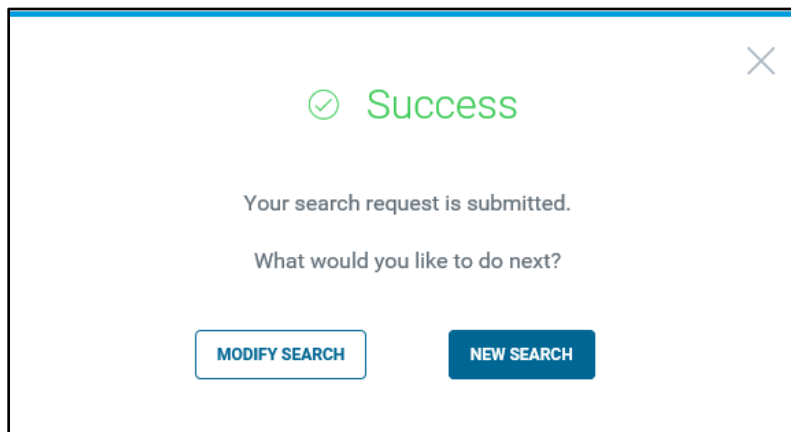 Success
Your search request is submitted.
What would you like to do next?
MODIFY SEARCH
NEW SEARCH